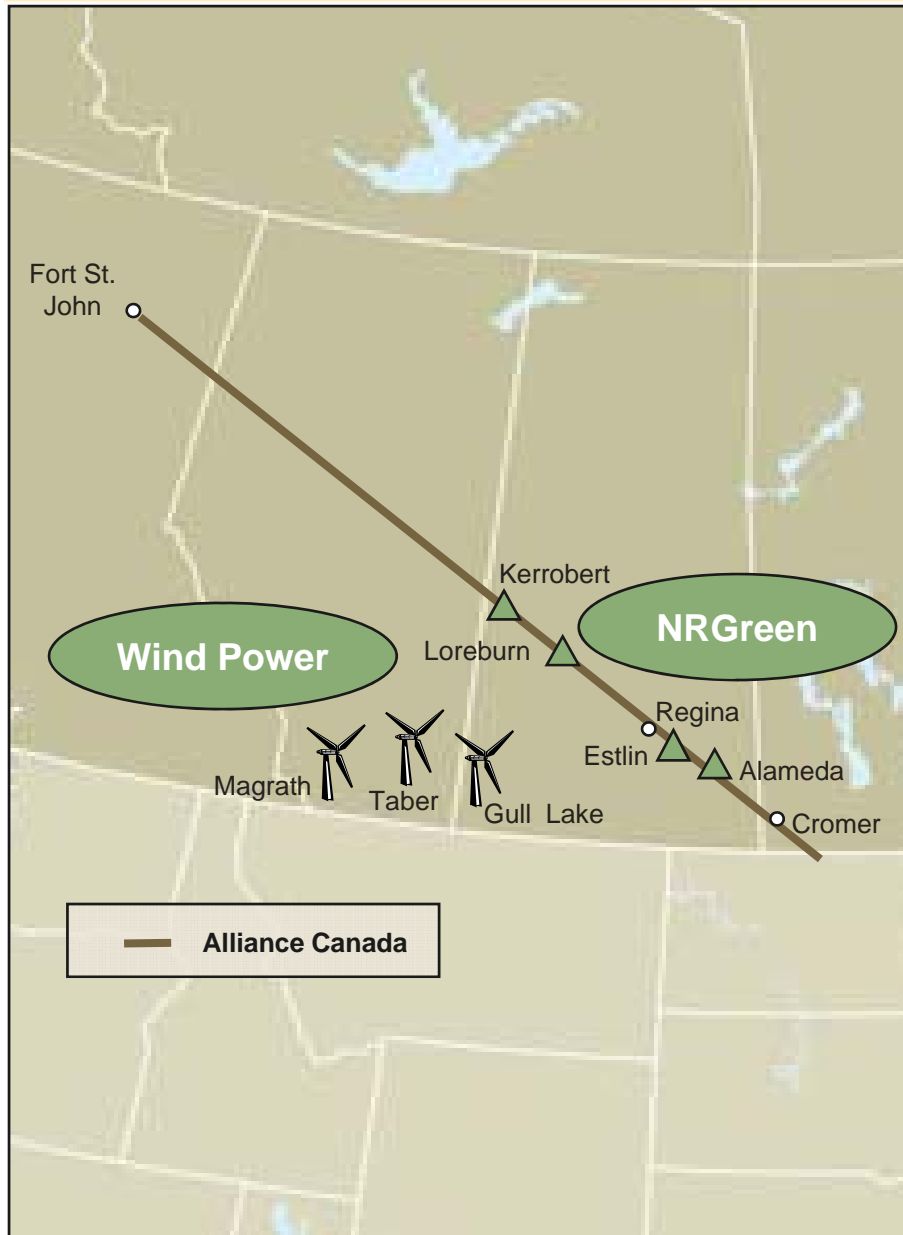 Fort St.
John
Kerrobert
NRGreen
Wind Power
Loreburn
Regina
Estlin
Alameda
Magrath
Taber
Gull Lake
Cromer
Alliance Canada